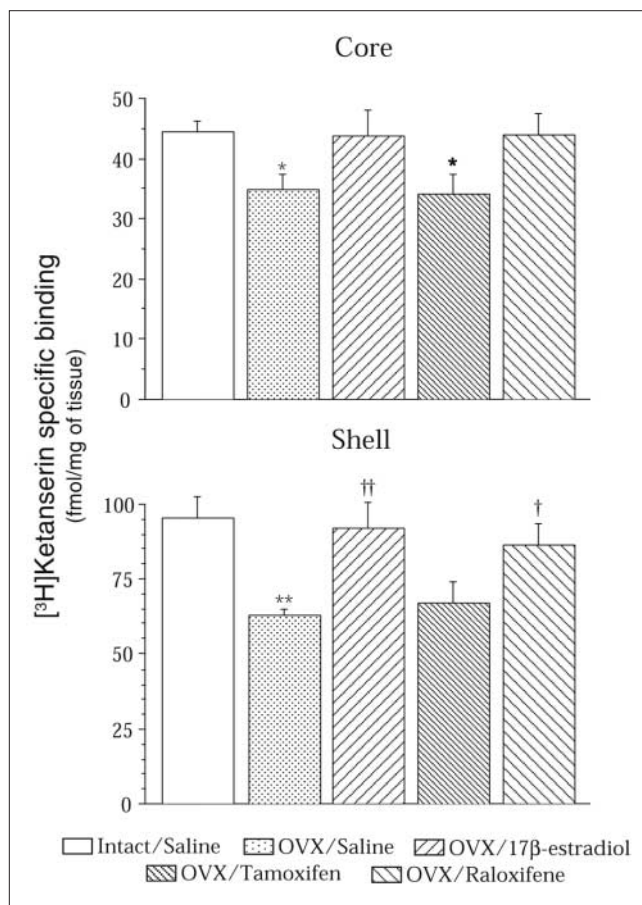 Core
50
40
30
20
10
0
*
*
[³H]Ketanserin specific binding
(fmol/mg of tissue)
Shell
100
75
50
25
0
**
††
†
Intact/Saline OVX/Saline OVX/17β-estradiol
OVX/Tamoxifen OVX/Raloxifene